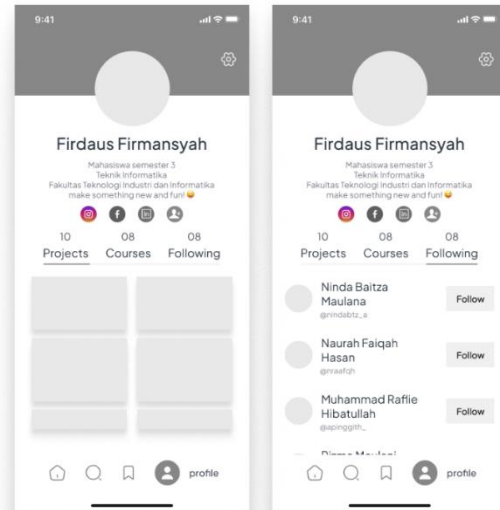 9:41
Firdaus Firmansyah
Mahasiswa semester 3
Teknik Informatika
Fakultas Teknologi Industri dan Informatika
make something new and fun! 😜
10 08 08
Projects Courses Following
profile
9:41
Firdaus Firmansyah
Mahasiswa semester 3
Teknik Informatika
Fakultas Teknologi Industri dan Informatika
make something new and fun! 😜
10 08 08
Projects Courses Following
Ninda Baitza
Maulana
@nindabtz_a
Follow
Naurah Faiqah
Hasan
@nraafqh
Follow
Muhammad Raflie
Hibatullah
@apinggith_
Follow
profile